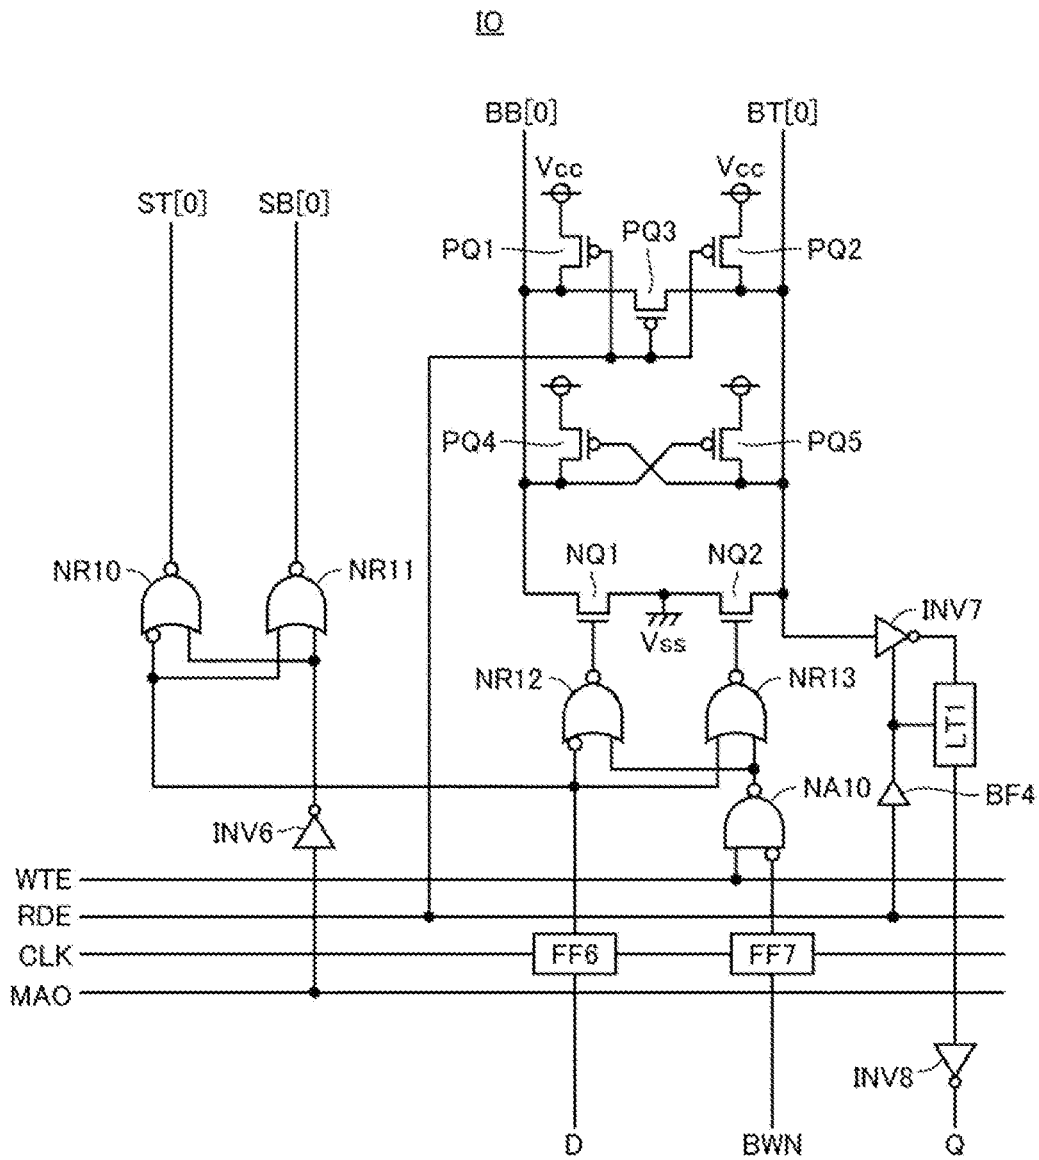 IO
BB[0] BT[0]
Vcc Vcc
ST[0] SB[0]
PQ1 PQ3 PQ2
PQ4 PQ5
NQ1 NQ2
NR10 NR11
INV7
Vss
NR12 NR13
LT1
NA10 BF4
INV6
WTE
RDE
CLK FF6 FF7
MAO
INV8
D BWN Q